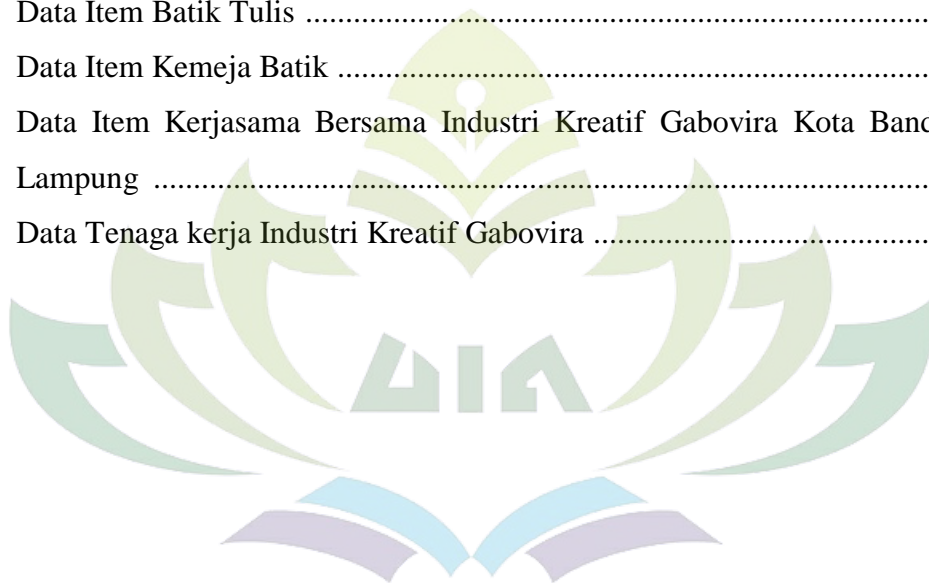 Data Item Batik Tulis ................................................................................
Data Item Kemeja Batik ...........................................................................
Data Item Kerjasama Bersama Industri Kreatif Gabovira Kota
Lampung ....................................................................................................
Data Tenaga kerja Industri Kreatif Gabovira ...........................................
UIN